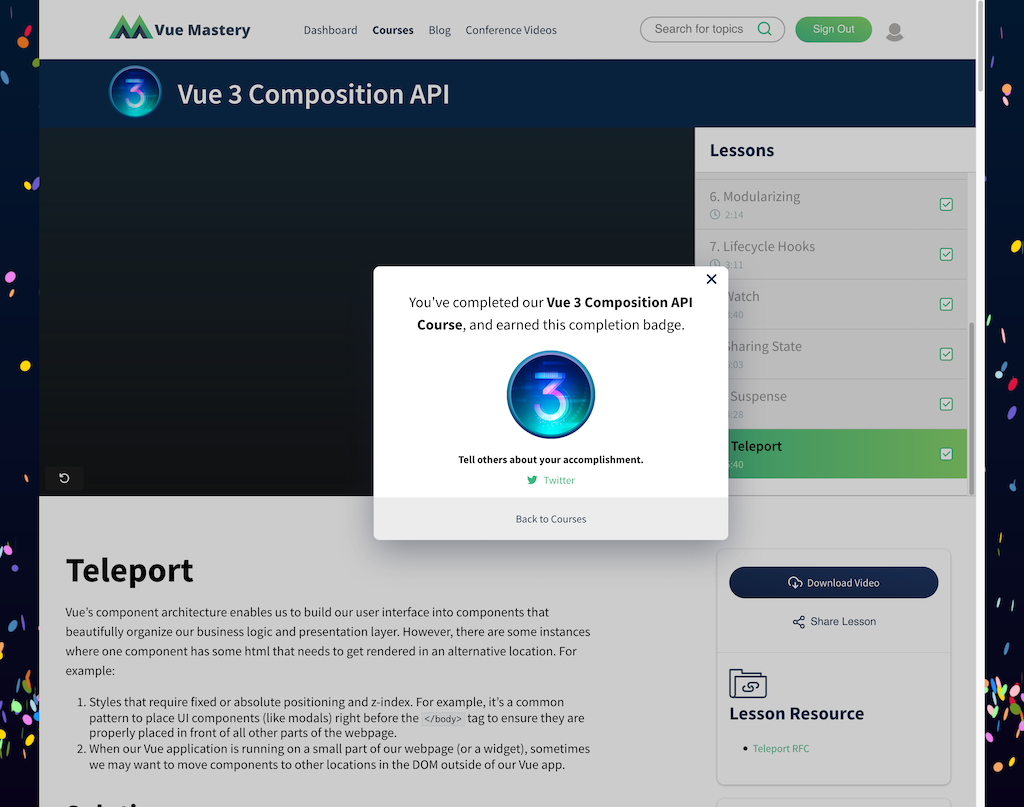 Vue Mastery
Dashboard
Courses
Blog
Conference Videos
Search for topics
Sign Out
3
Vue 3 Composition API
Lessons
6. Modularizing
2:14
7. Lifecycle Hooks
3:11
Watch
:40
Sharing State
:03
Suspense
:28
Teleport
:40
You've completed our Vue 3 Composition API
Course, and earned this completion badge.
3
Tell others about your accomplishment.
Twitter
Back to Courses
Teleport
Vue's component architecture enables us to build our user interface into components that
beautifully organize our business logic and presentation layer. However, there are some instances
where one component has some html that needs to get rendered in an alternative location. For
example:
1. Styles that require fixed or absolute positioning and z-index. For example, it's a common
pattern to place UI components (like modals) right before the </body> tag to ensure they are
properly placed in front of all other parts of the webpage.
2. When our Vue application is running on a small part of our webpage (or a widget), sometimes
we may want to move components to other locations in the DOM outside of our Vue app.
Download Video
Share Lesson
Lesson Resource
Teleport RFC